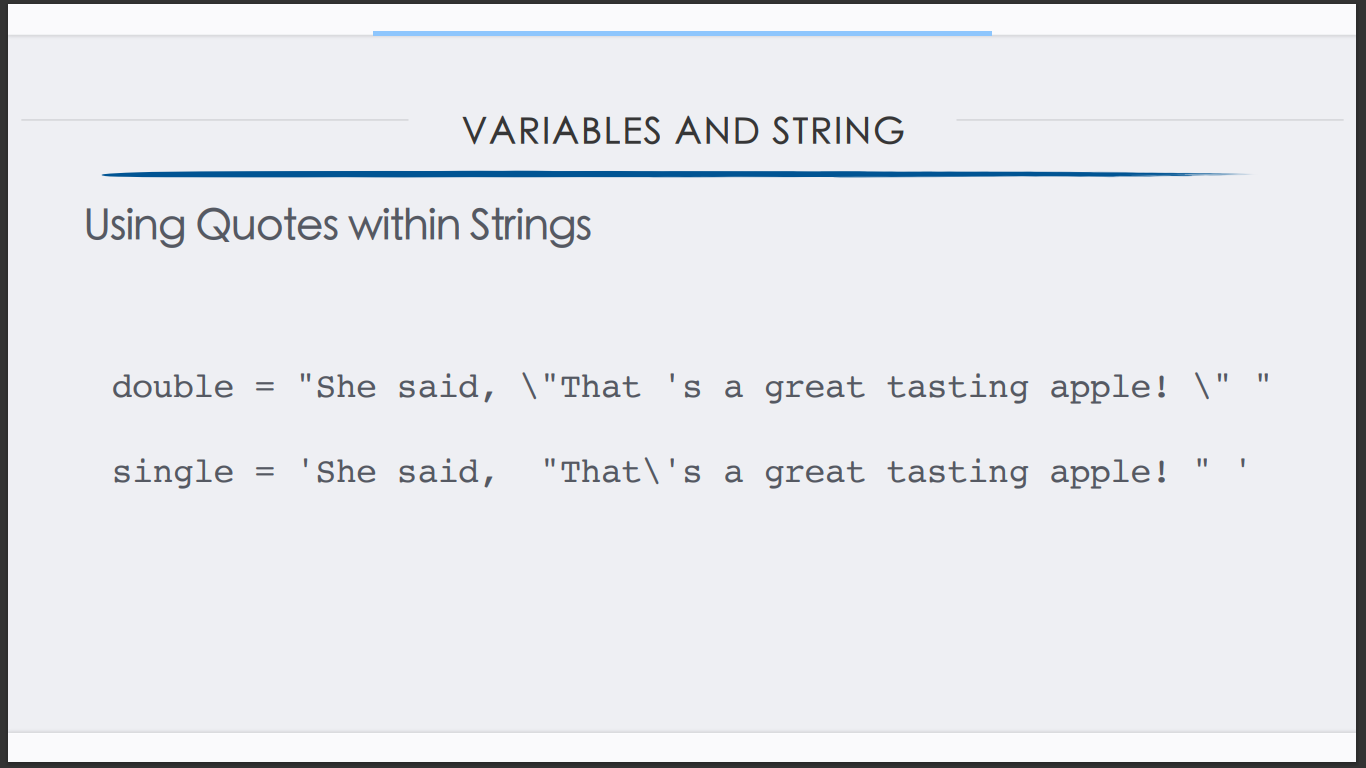 VARIABLES AND STRING
Using Quotes within Strings
double = "She said, \"That 's a great tasting apple! \" "
single = 'She said,  "That\'s a great tasting apple! " '